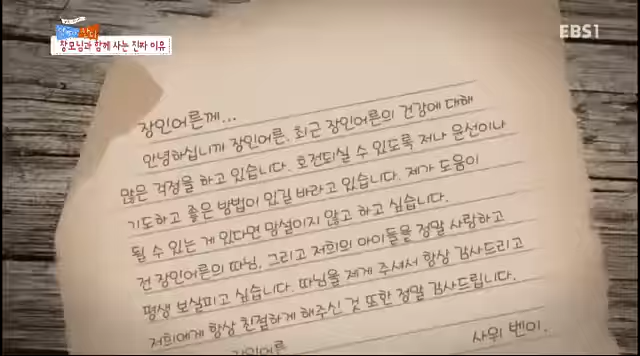 EBS1
장모님과 함께 사는 진짜 이유
장인어른께...
안녕하십니까 장인어른. 최근 장인어른의 건강에 대해
많은 걱정을 하고 있습니다. 호전되실 수 있도록 저나 윤선이나
기도하고 좋은 방법이 있길 바라고 있습니다. 제가 도움이
될 수 있는 게 있다면 망설이지 않고 하고 싶습니다.
전 장인어른의 따님, 그리고 저희의 아이들을 정말 사랑하고
평생 보살피고 싶습니다. 따님을 제게 주셔서 항상 감사드리고
저희에게 항상 친절하게 해주신 것 또한 정말 감사드립니다.
장인어른
사위 벤이.